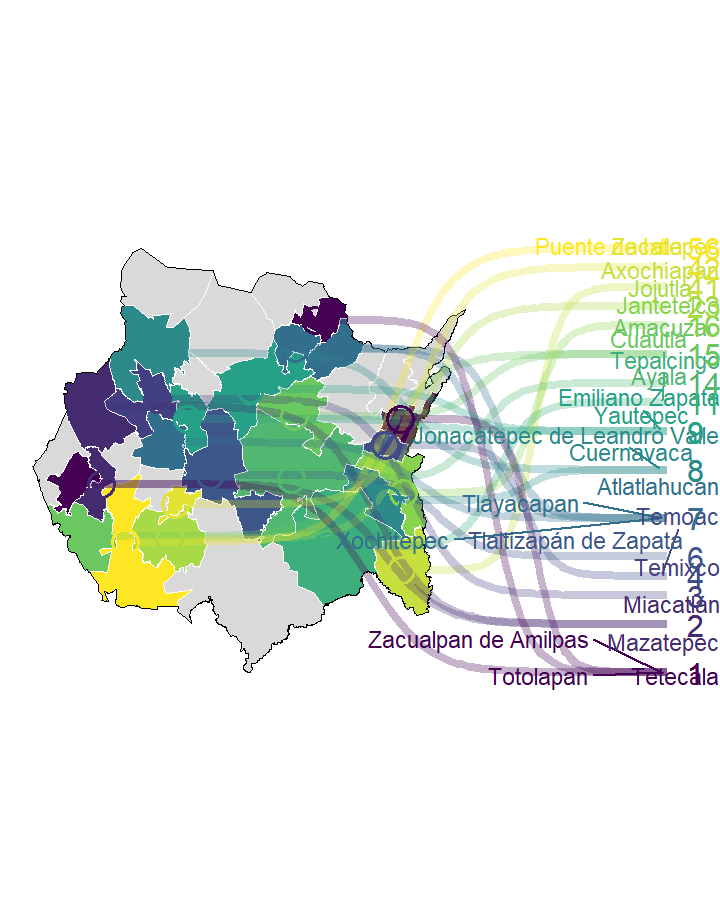 Puente de Ixtla
Zacatepec
Axochiapan
Jojutla
41
Jantetelco
Amacuzac
Cuautla
15
Tepalcingo
Ayala
14
Emiliano Zapata
11
Yautepec
9
Jonacatepec de Leandro Valle
Cuernavaca
8
Atlatlahucan
Tlayacapan
7
Temoac
Xochitepec
Tlaltizapán de Zapata
6
Temixco
4
3
Miacatlán
2
Zacualpan de Amilpas
Mazatepec
Totolapan
Tetecala
1